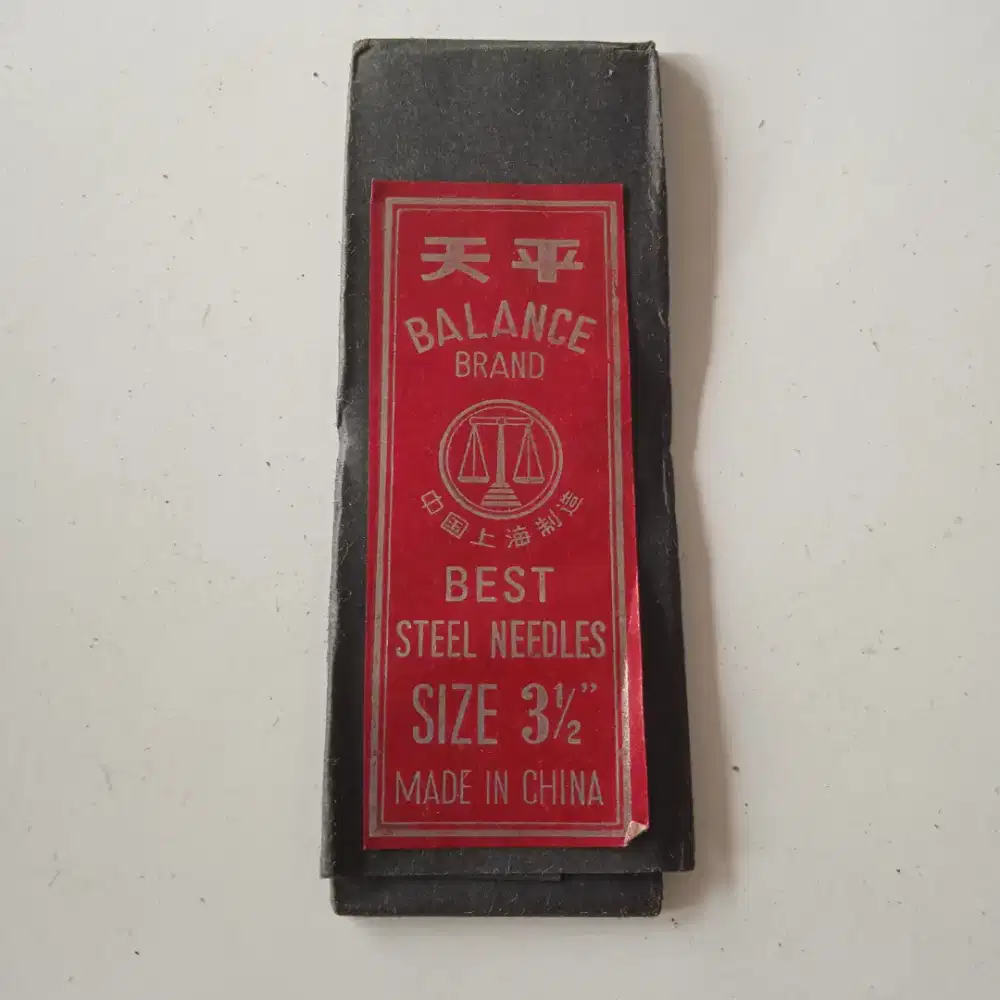 天平
BALANCE
BRAND
中国上海制造
BEST
STEEL NEEDLES
SIZE 3½"
MADE IN CHINA